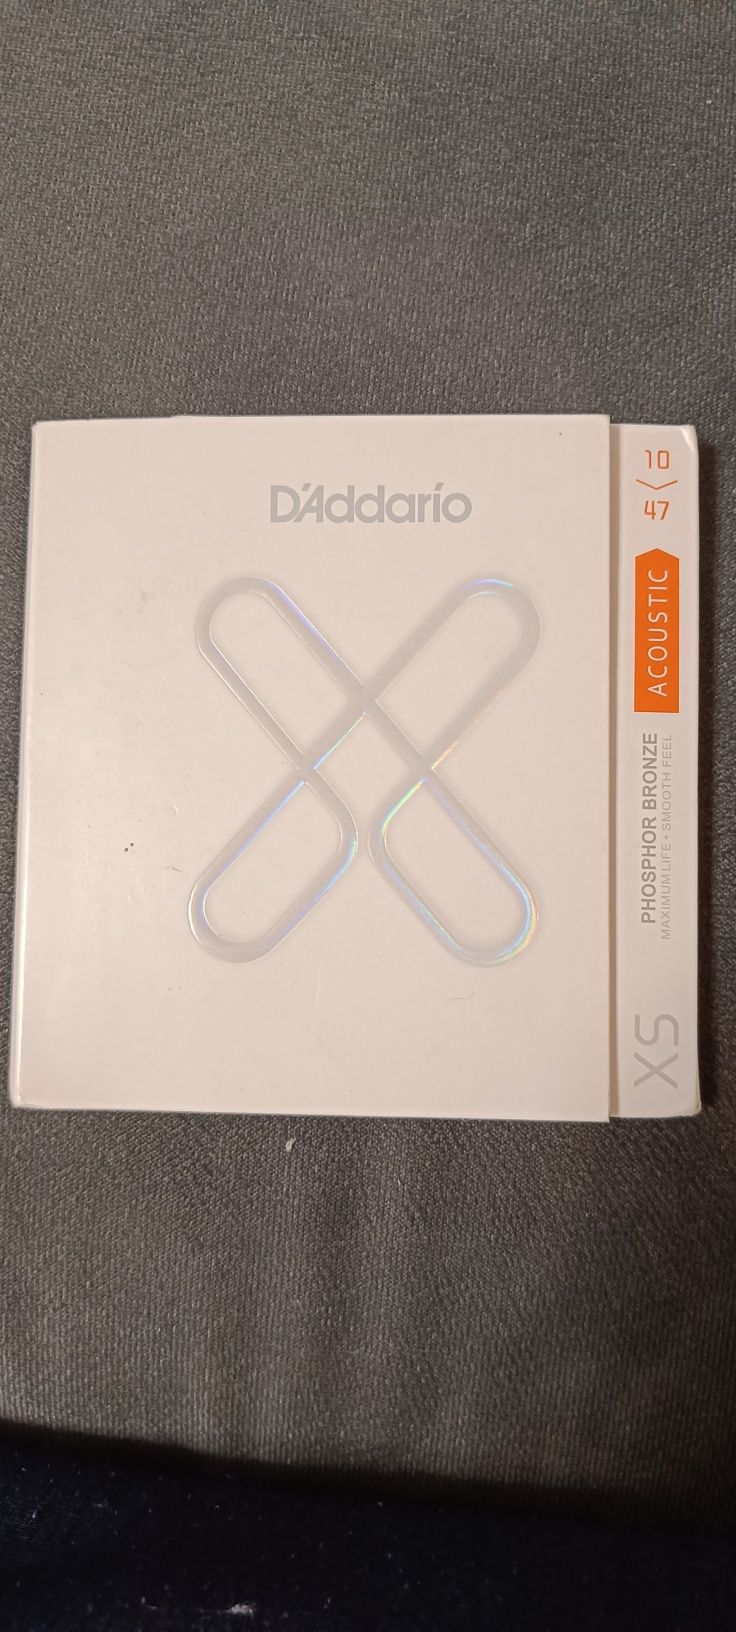 D'Addario
10
47
ACOUSTIC
PHOSPHOR BRONZE
MAXIMUM LIFE + SMOOTH FEEL
XS